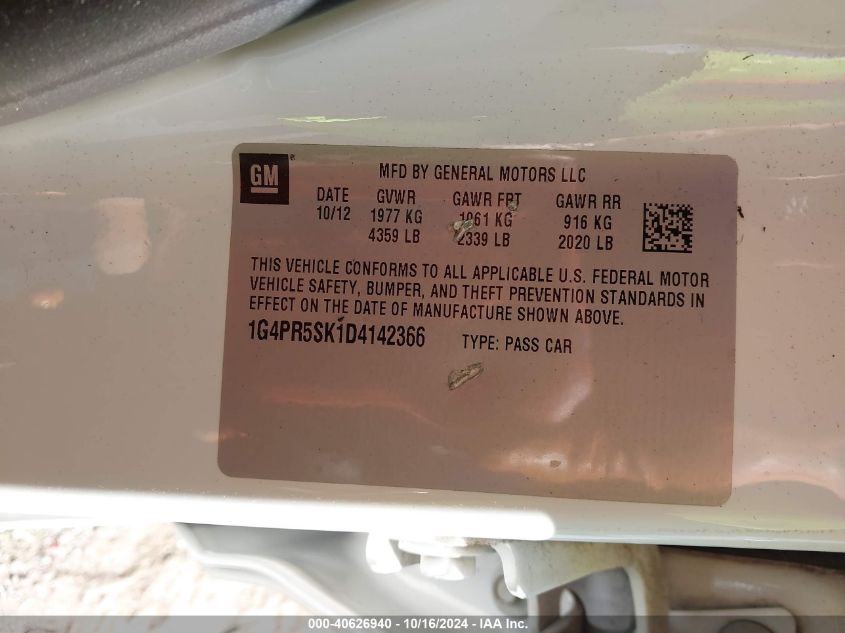 GM ®
MFD BY GENERAL MOTORS LLC
DATE GVWR GAWR FRT GAWR RR
10/12 1977 KG 1061 KG 916 KG
4359 LB 2339 LB 2020 LB
THIS VEHICLE CONFORMS TO ALL APPLICABLE U.S. FEDERAL MOTOR
VEHICLE SAFETY, BUMPER, AND THEFT PREVENTION STANDARDS IN
EFFECT ON THE DATE OF MANUFACTURE SHOWN ABOVE.
1G4PR5SK1D4142366 TYPE: PASS CAR
000-40626940 - 10/16/2024 - IAA Inc.